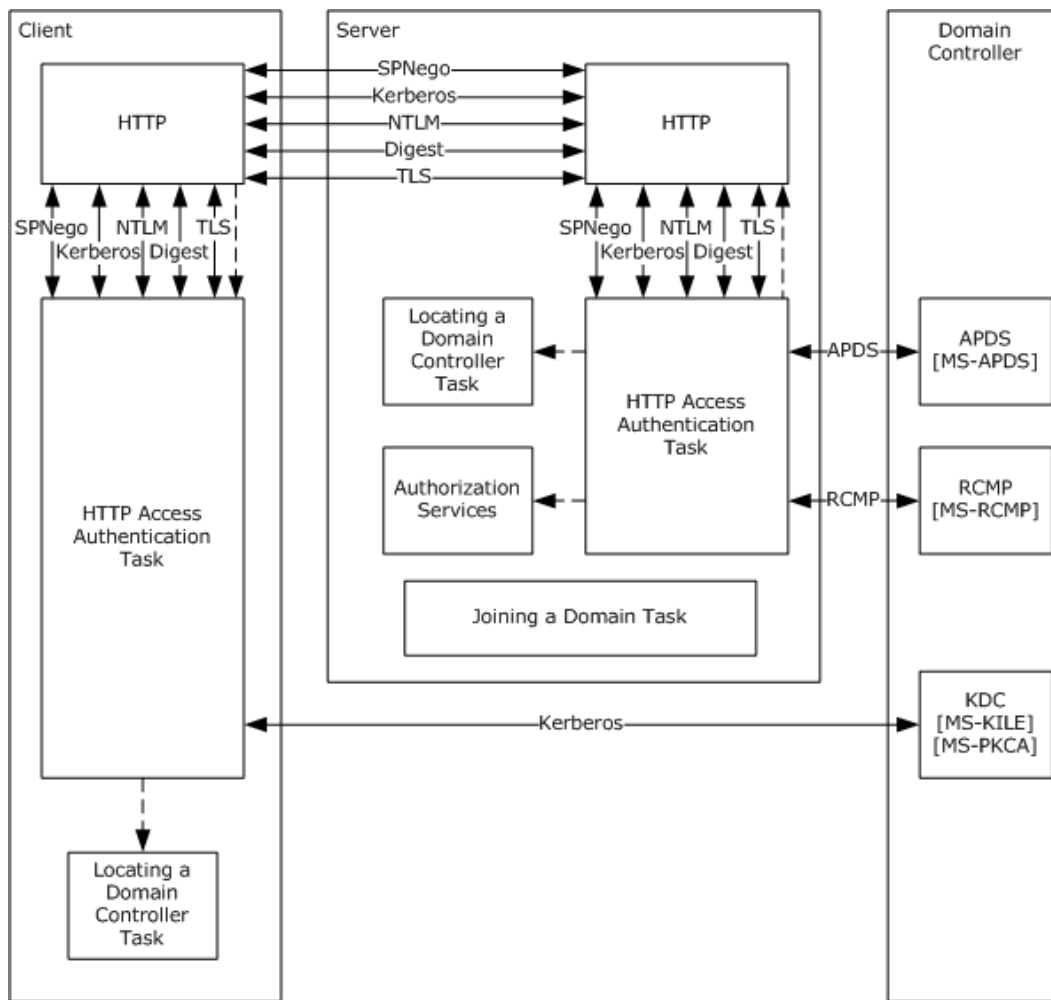 Client
Server
Domain
Controller
HTTP
SPNego
Kerberos
NTLM
Digest
TLS
HTTP
SPNego
NTLM
TLS
Kerberos
Digest
SPNego
NTLM
TLS
Kerberos
Digest
Locating a
Domain
Controller
Task
HTTP Access
Authentication
Task
APDS
APDS
[MS-APDS]
Authorization
Services
RCMP
RCMP
[MS-RCMP]
HTTP Access
Authentication
Task
Joining a Domain Task
Kerberos
KDC
[MS-KILE]
[MS-PKCA]
Locating a
Domain
Controller
Task